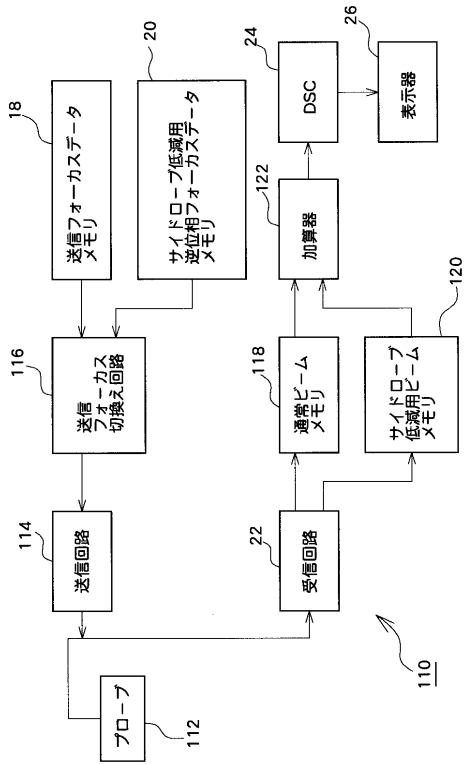 18
送信フォーカスデータ
メモリ
20
サイドローブ低減用
逆位相フォーカスデータ
メモリ
116
送信
フォーカス
切換え回路
114
送信回路
プローブ
112
22
受信回路
118
通常ビーム
メモリ
サイドローブ
低減用ビーム
メモリ
120
122
加算器
24
DSC
26
表示器
110